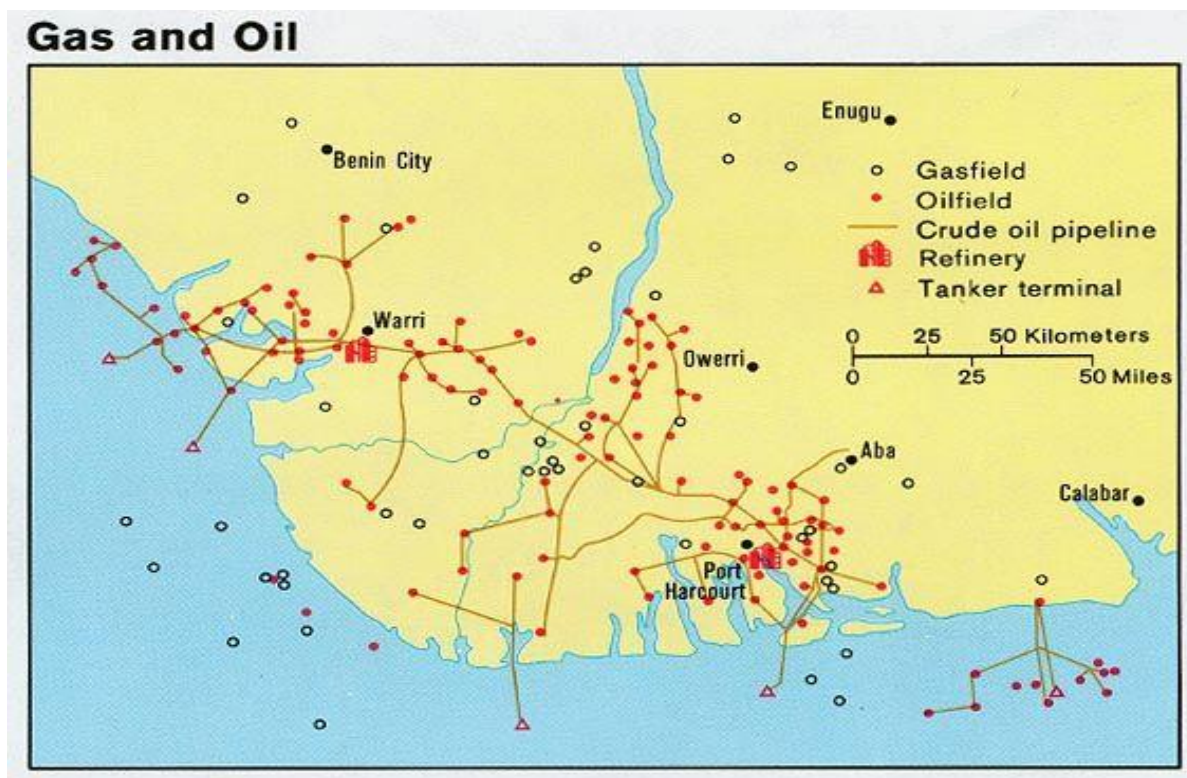 Gas and Oil
Enugu
Benin City
Gasfield
Oilfield
Crude oil pipeline
Refinery
Tanker terminal
Warri
0 25 50 Kilometers
0 25 50 Miles
Owerri
Aba
Calabar
Port
Harcourt